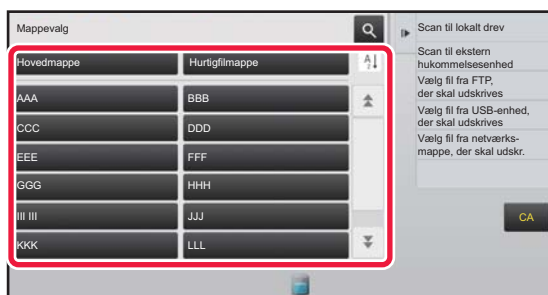 Mappevalg
Hovedmappe
Hurtigfilmappe
AAA
BBB
CCC
DDD
EEE
FFF
GGG
HHH
III III
JJJ
KKK
LLL
Scan til lokalt drev
Scan til ekstern
hukommelsesenhed
Vælg fil fra FTP,
der skal udskrives
Vælg fil fra USB-enhed,
der skal udskrives
Vælg fil fra netværks-
mappe, der skal udskr.
CA